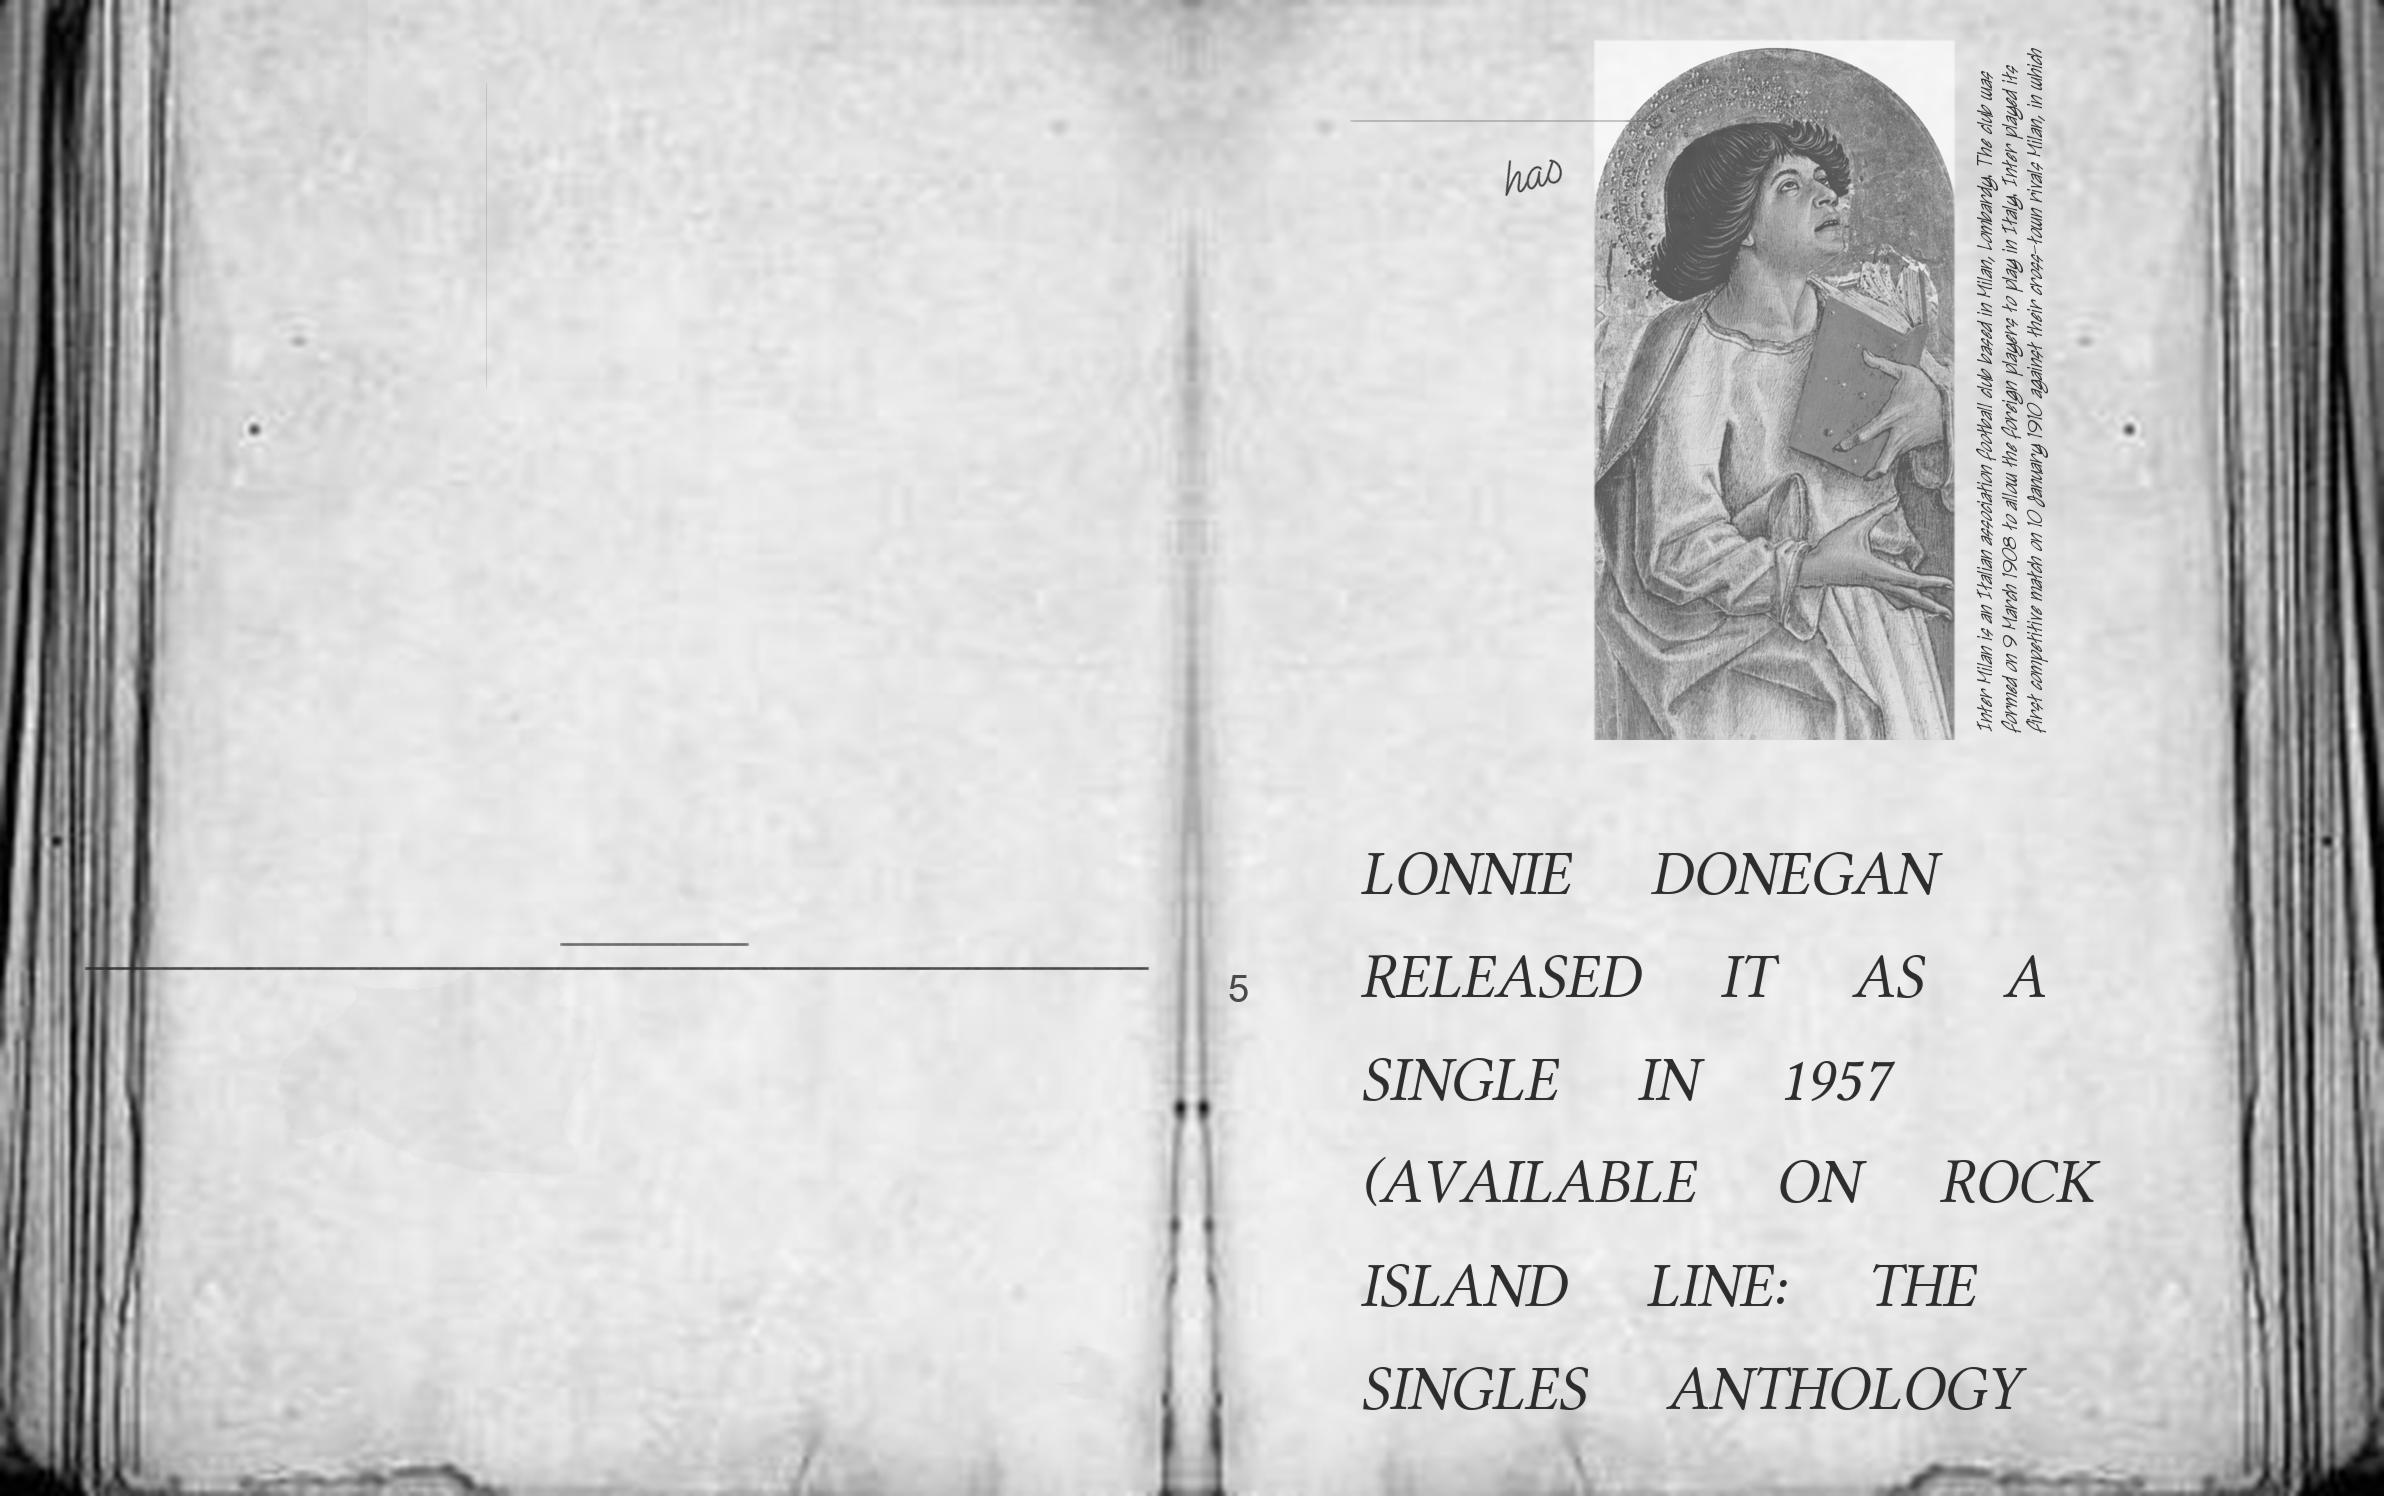 has
Inter Milan is an Italian association football club based in Milan, Lombardy. The club was
formed on 9 March 1908 to allow the foreign players to play in Italy. Inter played its
first competitive match on 10 January 1910 against their cross-town rivals Milan, in which
5
LONNIE DONEGAN
RELEASED IT AS A
SINGLE IN 1957
(AVAILABLE ON ROCK
ISLAND LINE: THE
SINGLES ANTHOLOGY